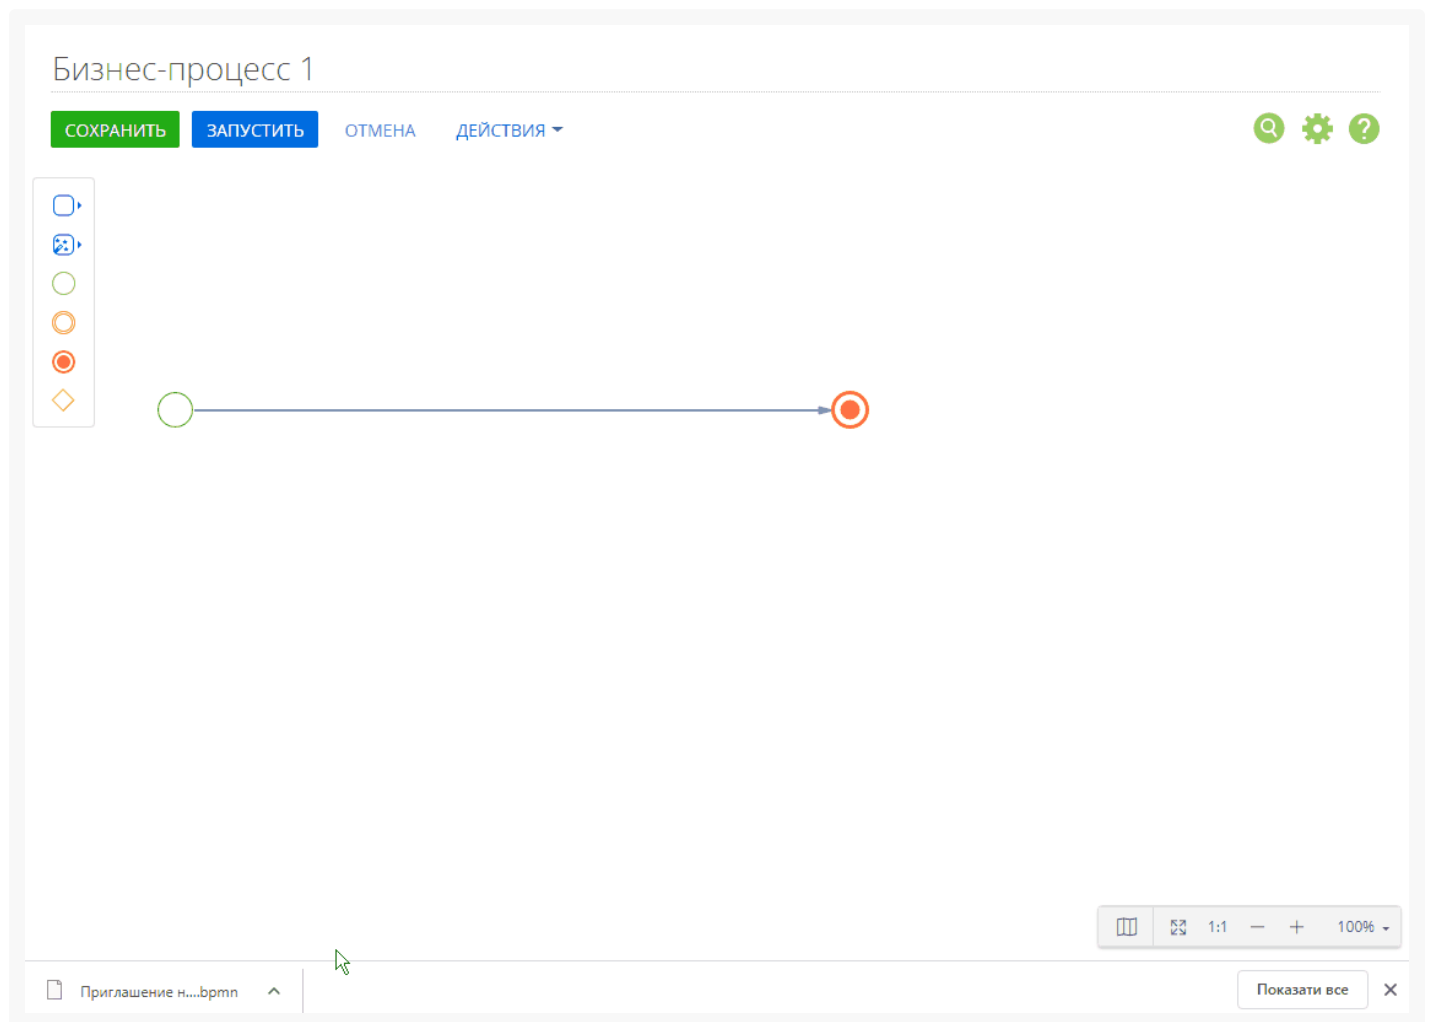 Бизнес-процесс 1
СОХРАНИТЬ ЗАПУСТИТЬ ОТМЕНА ДЕЙСТВИЯ
?
1:1 — + 100%
Приглашение н....bpmn
Показати все